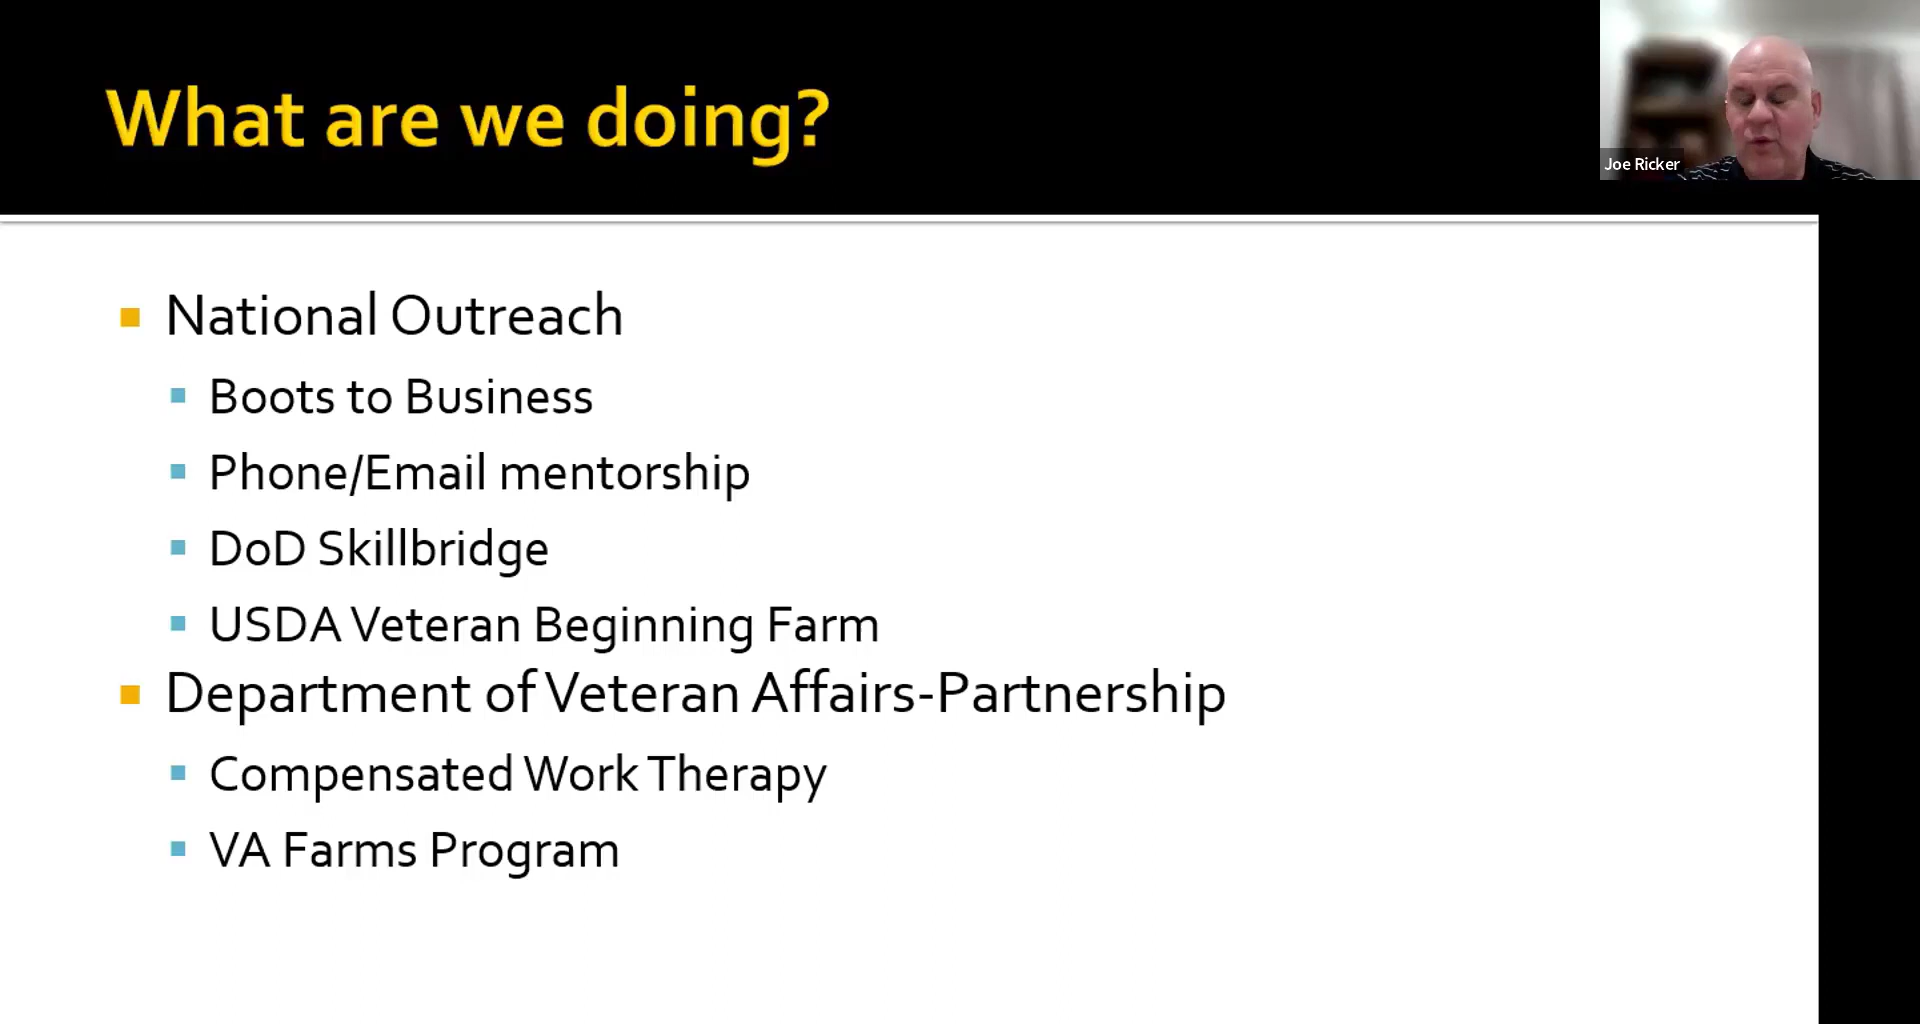 What are we doing?
Joe Ricker
National Outreach
Boots to Business
Phone/Email mentorship
DoD Skillbridge
USDA Veteran Beginning Farm
Department of Veteran Affairs-Partnership
Compensated Work Therapy
VA Farms Program